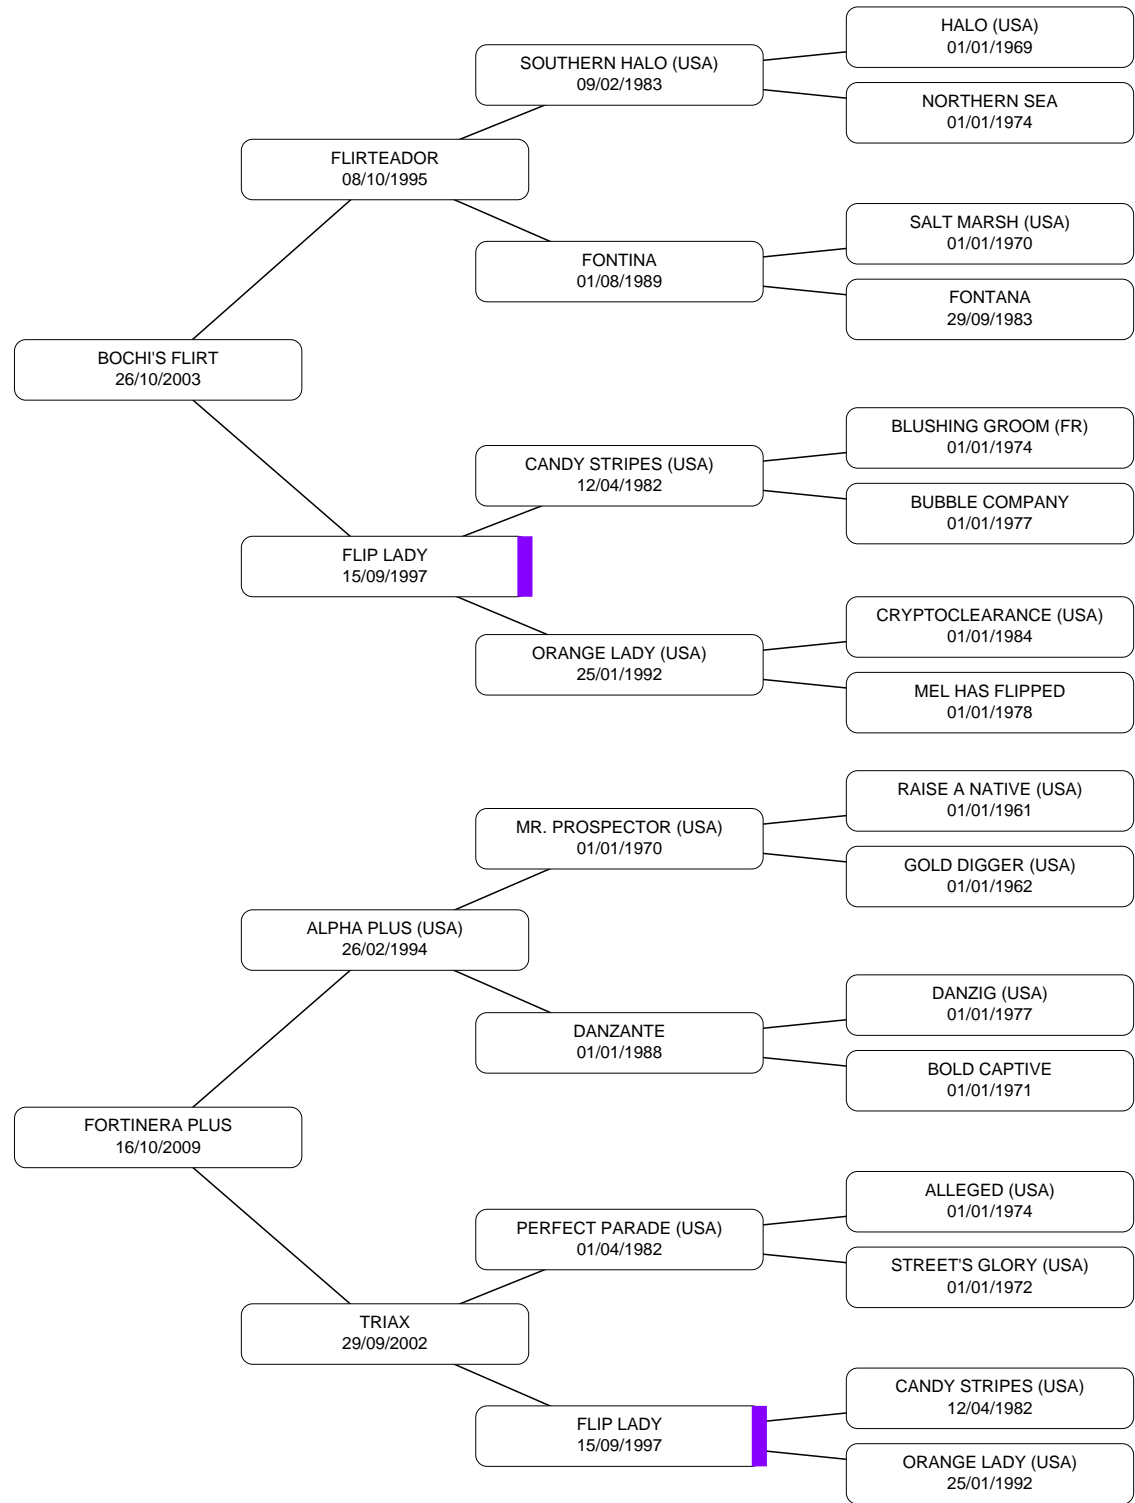 HALO (USA)
01/01/1969
SOUTHERN HALO (USA)
09/02/1983
NORTHERN SEA
01/01/1974
FLIRTEADOR
08/10/1995
SALT MARSH (USA)
01/01/1970
FONTINA
01/08/1989
FONTANA
29/09/1983
BOCHI'S FLIRT
26/10/2003
BLUSHING GROOM (FR)
01/01/1974
CANDY STRIPES (USA)
12/04/1982
BUBBLE COMPANY
01/01/1977
FLIP LADY
15/09/1997
CRYPTOCLEARANCE (USA)
01/01/1984
ORANGE LADY (USA)
25/01/1992
MEL HAS FLIPPED
01/01/1978
RAISE A NATIVE (USA)
01/01/1961
MR. PROSPECTOR (USA)
01/01/1970
GOLD DIGGER (USA)
01/01/1962
ALPHA PLUS (USA)
26/02/1994
DANZIG (USA)
01/01/1977
DANZANTE
01/01/1988
BOLD CAPTIVE
01/01/1971
FORTINERA PLUS
16/10/2009
ALLEGED (USA)
01/01/1974
PERFECT PARADE (USA)
01/04/1982
STREET'S GLORY (USA)
01/01/1972
TRIAX
29/09/2002
CANDY STRIPES (USA)
12/04/1982
FLIP LADY
15/09/1997
ORANGE LADY (USA)
25/01/1992